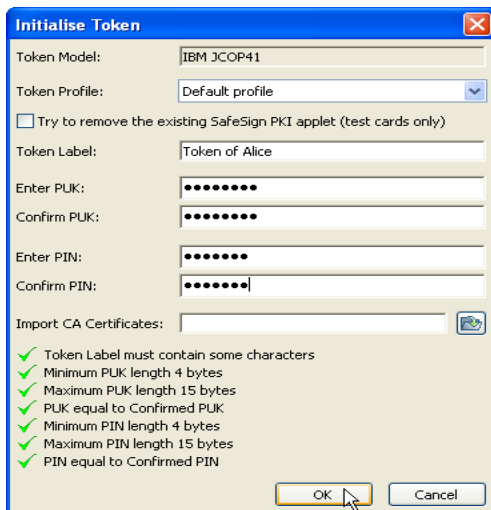 Initialise Token
Token Model: IBM JCOP41
Token Profile: Default profile
Try to remove the existing SafeSign PKI applet (test cards only)
Token Label: Token of Alice
Enter PUK: ●●●●●●●●
Confirm PUK: ●●●●●●●●
Enter PIN: ●●●●●●●
Confirm PIN: ●●●●●●●
Import CA Certificates:
Token Label must contain some characters
Minimum PUK length 4 bytes
Maximum PUK length 15 bytes
PUK equal to Confirmed PUK
Minimum PIN length 4 bytes
Maximum PIN length 15 bytes
PIN equal to Confirmed PIN
OK Cancel